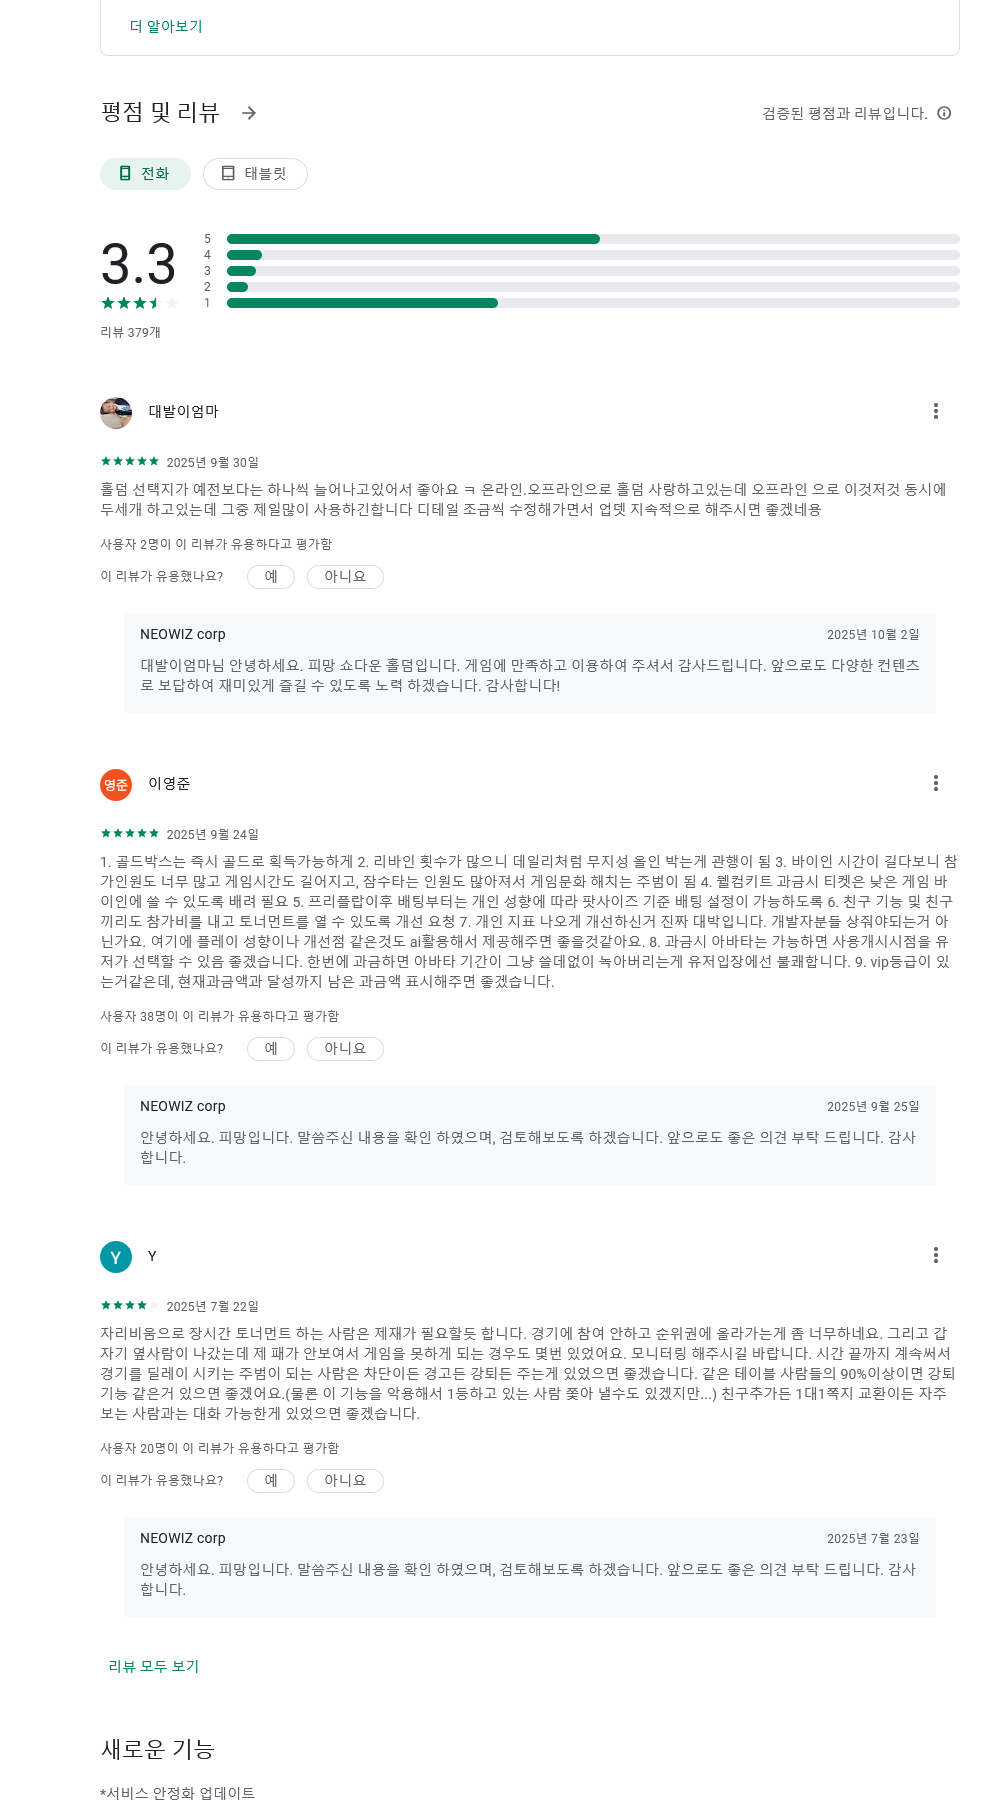 더 알아보기
평점 및 리뷰
검증된 평점과 리뷰입니다.
전화
태블릿
3.3
5
4
3
2
1
리뷰 379개
대발이엄마
2025년 9월 30일
홀덤 선택지가 예전보다는 하나씩 늘어나고있어서 좋아요 ㅋ 온라인.오프라인으로 홀덤 사랑하고있는데 오프라인 으로 이것저것 동시에
두세개 하고있는데 그중 제일많이 사용하긴합니다 디테일 조금씩 수정해가면서 업뎃 지속적으로 해주시면 좋겠네용
사용자 2명이 이 리뷰가 유용하다고 평가함
이 리뷰가 유용했나요?
예
아니요
NEOWIZ corp
2025년 10월 2일
대발이엄마님 안녕하세요. 피망 쇼다운 홀덤입니다. 게임에 만족하고 이용하여 주셔서 감사드립니다. 앞으로도 다양한 컨텐츠
로 보답하여 재미있게 즐길 수 있도록 노력 하겠습니다. 감사합니다!
영준
이영준
2025년 9월 24일
1. 골드박스는 즉시 골드로 획득가능하게 2. 리바인 횟수가 많으니 데일리처럼 무지성 올인 박는게 관행이 됨 3. 바이인 시간이 길다보니 참
가인원도 너무 많고 게임시간도 길어지고, 잠수타는 인원도 많아져서 게임문화 해치는 주범이 됨 4. 웰컴키트 과금시 티켓은 낮은 게임 바
이인에 쓸 수 있도록 배려 필요 5. 프리플랍이후 배팅부터는 개인 성향에 따라 팟사이즈 기준 배팅 설정이 가능하도록 6. 친구 기능 및 친구
끼리도 참가비를 내고 토너먼트를 열 수 있도록 개선 요청 7. 개인 지표 나오게 개선하신거 진짜 대박입니다. 개발자분들 상줘야되는거 아
닌가요. 여기에 플레이 성향이나 개선점 같은것도 ai활용해서 제공해주면 좋을것같아요. 8. 과금시 아바타는 가능하면 사용개시시점을 유
저가 선택할 수 있음 좋겠습니다. 한번에 과금하면 아바타 기간이 그냥 쓸데없이 녹아버리는게 유저입장에선 불쾌합니다. 9. vip등급이 있
는거같은데, 현재과금액과 달성까지 남은 과금액 표시해주면 좋겠습니다.
사용자 38명이 이 리뷰가 유용하다고 평가함
이 리뷰가 유용했나요?
예
아니요
NEOWIZ corp
2025년 9월 25일
안녕하세요. 피망입니다. 말씀주신 내용을 확인 하였으며, 검토해보도록 하겠습니다. 앞으로도 좋은 의견 부탁 드립니다. 감사
합니다.
Y
Y
2025년 7월 22일
자리비움으로 장시간 토너먼트 하는 사람은 제재가 필요할듯 합니다. 경기에 참여 안하고 순위권에 올라가는게 좀 너무하네요. 그리고 갑
자기 옆사람이 나갔는데 제 패가 안보여서 게임을 못하게 되는 경우도 몇번 있었어요. 모니터링 해주시길 바랍니다. 시간 끝까지 계속써서
경기를 딜레이 시키는 주범이 되는 사람은 차단이든 경고든 강퇴든 주는게 있었으면 좋겠습니다. 같은 테이블 사람들의 90%이상이면 강퇴
기능 같은거 있으면 좋겠어요.(물론 이 기능을 악용해서 1등하고 있는 사람 쫓아 낼수도 있겠지만...) 친구추가든 1대1쪽지 교환이든 자주
보는 사람과는 대화 가능한게 있었으면 좋겠습니다.
사용자 20명이 이 리뷰가 유용하다고 평가함
이 리뷰가 유용했나요?
예
아니요
NEOWIZ corp
2025년 7월 23일
안녕하세요. 피망입니다. 말씀주신 내용을 확인 하였으며, 검토해보도록 하겠습니다. 앞으로도 좋은 의견 부탁 드립니다. 감사
합니다.
리뷰 모두 보기
새로운 기능
*서비스 안정화 업데이트